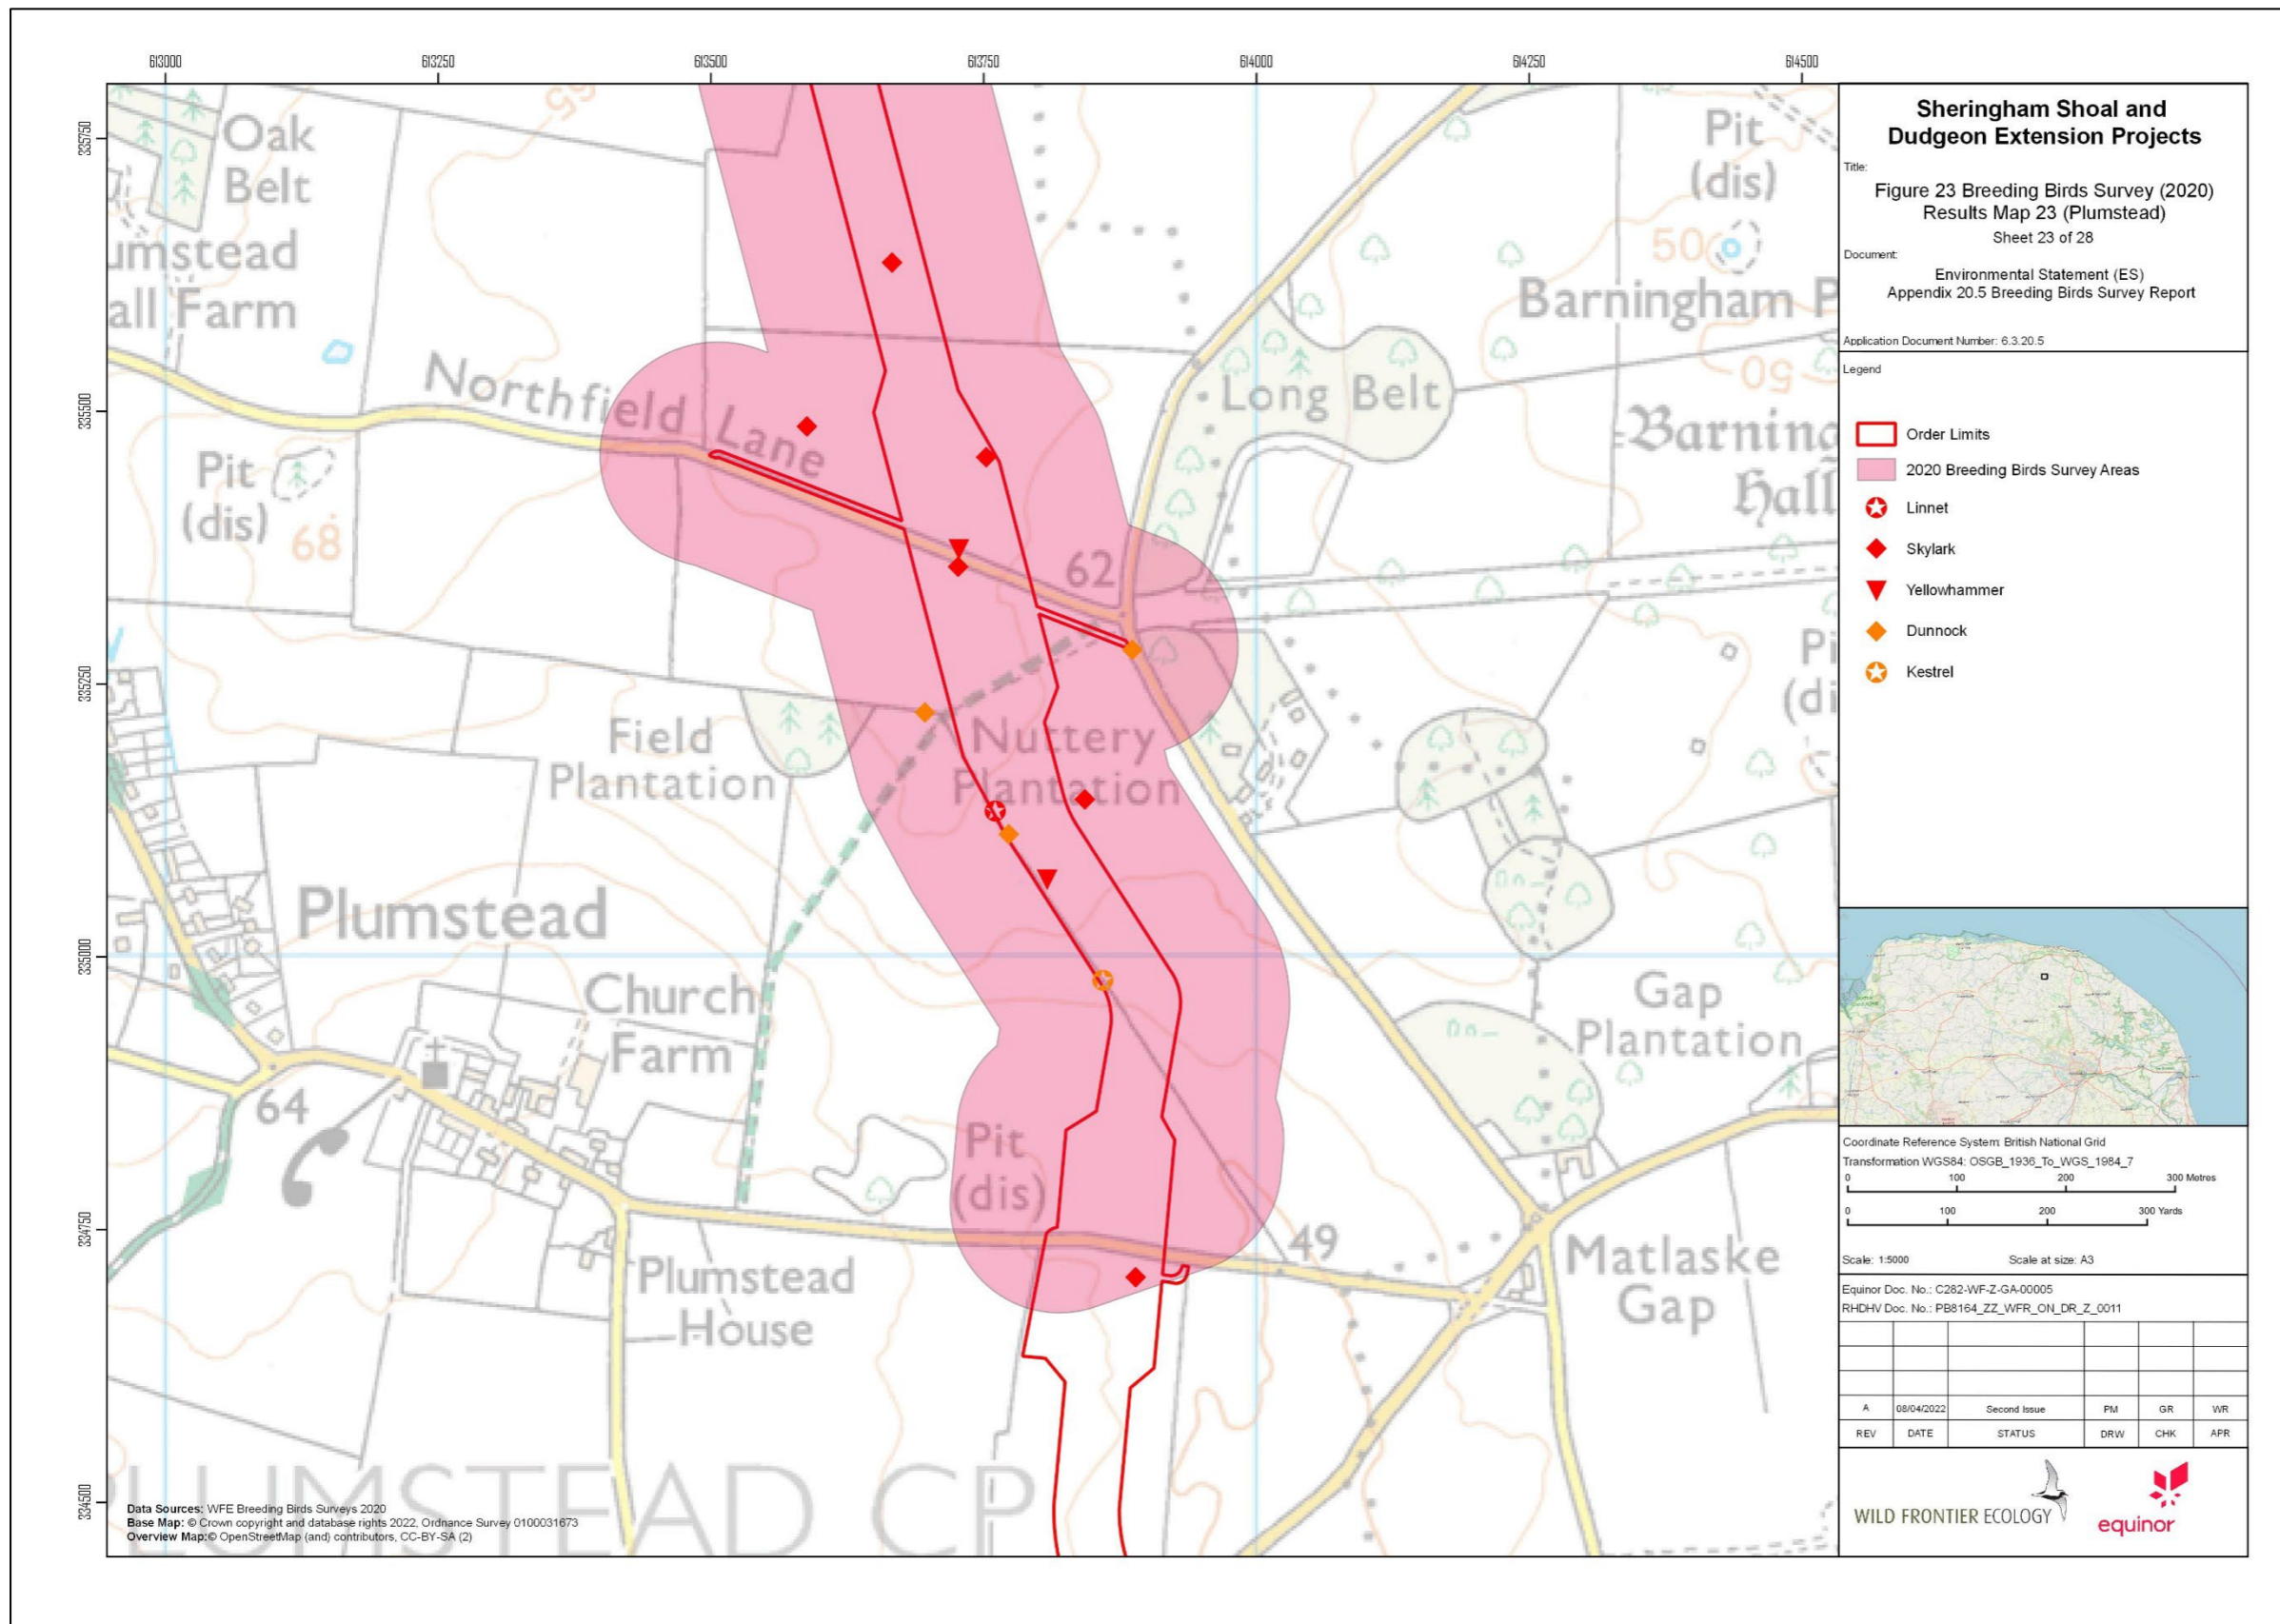 613000
613250
613500
613750
614000
614250
614500
335750
335500
335250
335000
334750
334500
65
Oak
Belt
umstead
all Farm
Northfield Lane
Pit
(dis)
68
Pit
(dis)
50
Barningham P
50
Long Belt
Barning
Hall
62
Pi
(di
Field
Plantation
Nuttery
Plantation
Plumstead
Church
Farm
64
Pit
(dis)
Gap
Plantation
49
Matlaske
Gap
Plumstead
House
PLUMSTEAD CP
Data Sources: WFE Breeding Birds Surveys 2020
Base Map: © Crown copyright and database rights 2022, Ordnance Survey 0100031673
Overview Map:© OpenStreetMap (and) contributors, CC-BY-SA (2)
Sheringham Shoal and
Dudgeon Extension Projects
Title:
Figure 23 Breeding Birds Survey (2020)
Results Map 23 (Plumstead)
Sheet 23 of 28
Document:
Environmental Statement (ES)
Appendix 20.5 Breeding Birds Survey Report
Application Document Number: 6.3.20.5
Legend
Order Limits
2020 Breeding Birds Survey Areas
Linnet
Skylark
Yellowhammer
Dunnock
Kestrel
Coordinate Reference System: British National Grid
Transformation WGS84: OSGB_1936_To_WGS_1984_7
0 100 200 300 Metres
0 100 200 300 Yards
Scale: 1:5000 Scale at size: A3
Equinor Doc. No.: C282-WF-Z-GA-00005
RHDHV Doc. No.: PB8164_ZZ_WFR_ON_DR_Z_0011
A 08/04/2022 Second Issue PM GR WR
REV DATE STATUS DRW CHK APR
WILD FRONTIER ECOLOGY
equinor